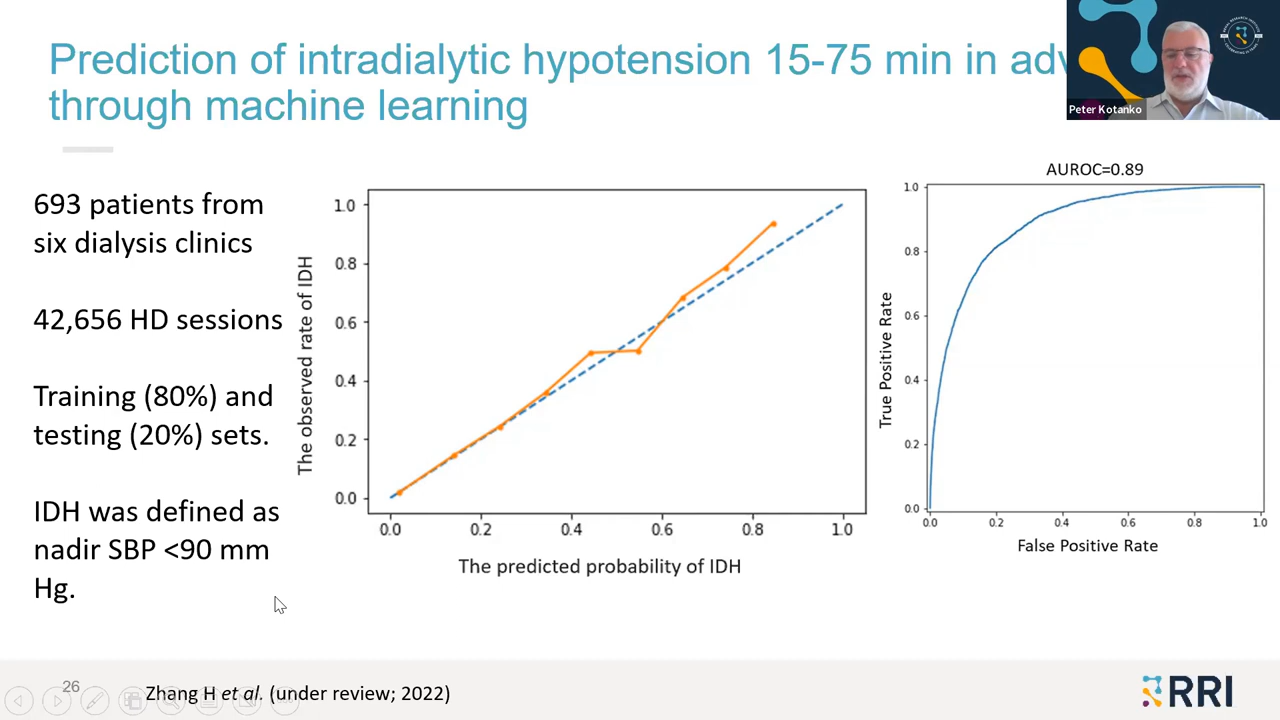 Prediction of intradialytic hypotension 15-75 min in adv
through machine learning
Peter Kotanko
693 patients from
six dialysis clinics
42,656 HD sessions
Training (80%) and
testing (20%) sets.
IDH was defined as
nadir SBP <90 mm
Hg.
The observed rate of IDH
1.0
0.8
0.6
0.4
0.2
0.0
0.0 0.2 0.4 0.6 0.8 1.0
The predicted probability of IDH
AUROC=0.89
True Positive Rate
1.0
0.8
0.6
0.4
0.2
0.0
0.0 0.2 0.4 0.6 0.8 1.0
False Positive Rate
26
Zhang H et al. (under review; 2022)
RRI